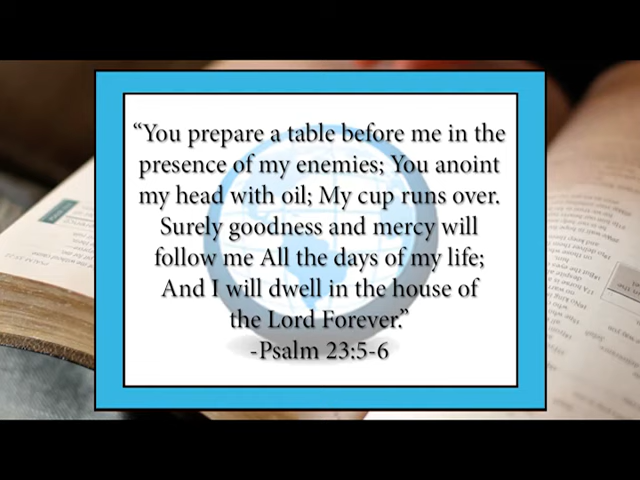 “You prepare a table before me in the
presence of my enemies; You anoint
my head with oil; My cup runs over.
Surely goodness and mercy will
follow me All the days of my life;
And I will dwell in the house of
the Lord Forever.”
-Psalm 23:5-6